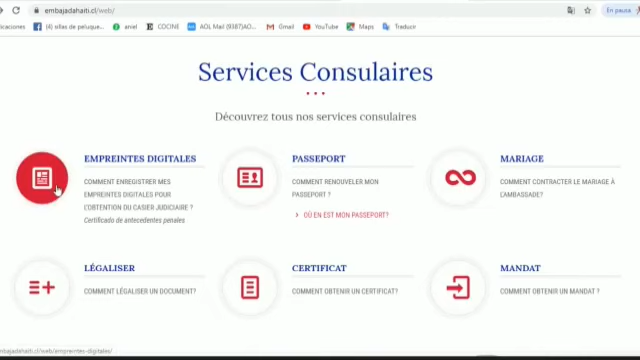 embajadahaiti.cl/web/
En pausa
icaciones
(4) sillas de peluque...
aniel
COCINE
AOL Mail (9387)AO...
Gmail
YouTube
Maps
Traducir
Services Consulaires
Découvrez tous nos services consulaires
EMPREINTES DIGITALES
COMMENT ENREGISTRER MES
EMPREINTES DIGITALES POUR
L'OBTENTION DU CASIER JUDICIAIRE ?
Certificado de antecedentes penales
PASSEPORT
COMMENT RENOUVELER MON
PASSEPORT ?
OÙ EN EST MON PASSEPORT?
MARIAGE
COMMENT CONTRACTER LE MARIAGE À
L'AMBASSADE?
LÉGALISER
COMMENT LÉGALISER UN DOCUMENT?
CERTIFICAT
COMMENT OBTENIR UN CERTIFICAT?
MANDAT
COMMENT OBTENIR UN MANDAT ?
nbajadahaiti.cl/web/empreintes-digitales/